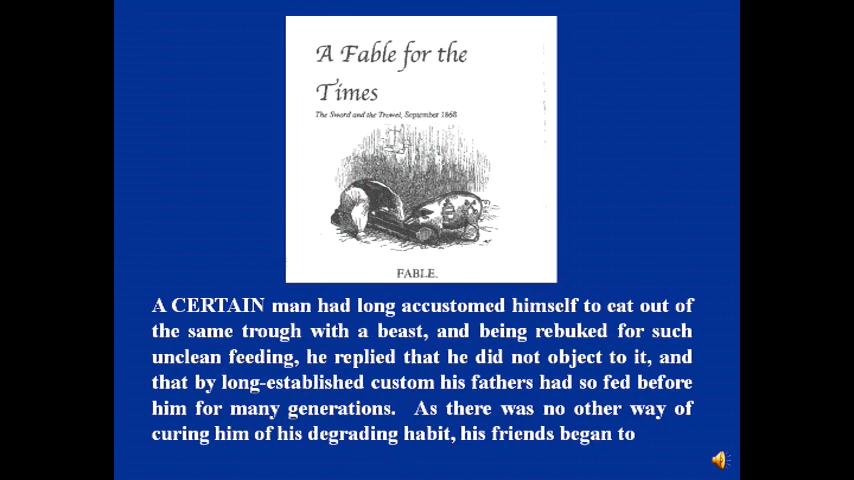 A Fable for the
Times
The Sword and the Trowel, September 1868
FABLE.
A CERTAIN man had long accustomed himself to eat out of
the same trough with a beast, and being rebuked for such
unclean feeding, he replied that he did not object to it, and
that by long-established custom his fathers had so fed before
him for many generations. As there was no other way of
curing him of his degrading habit, his friends began to